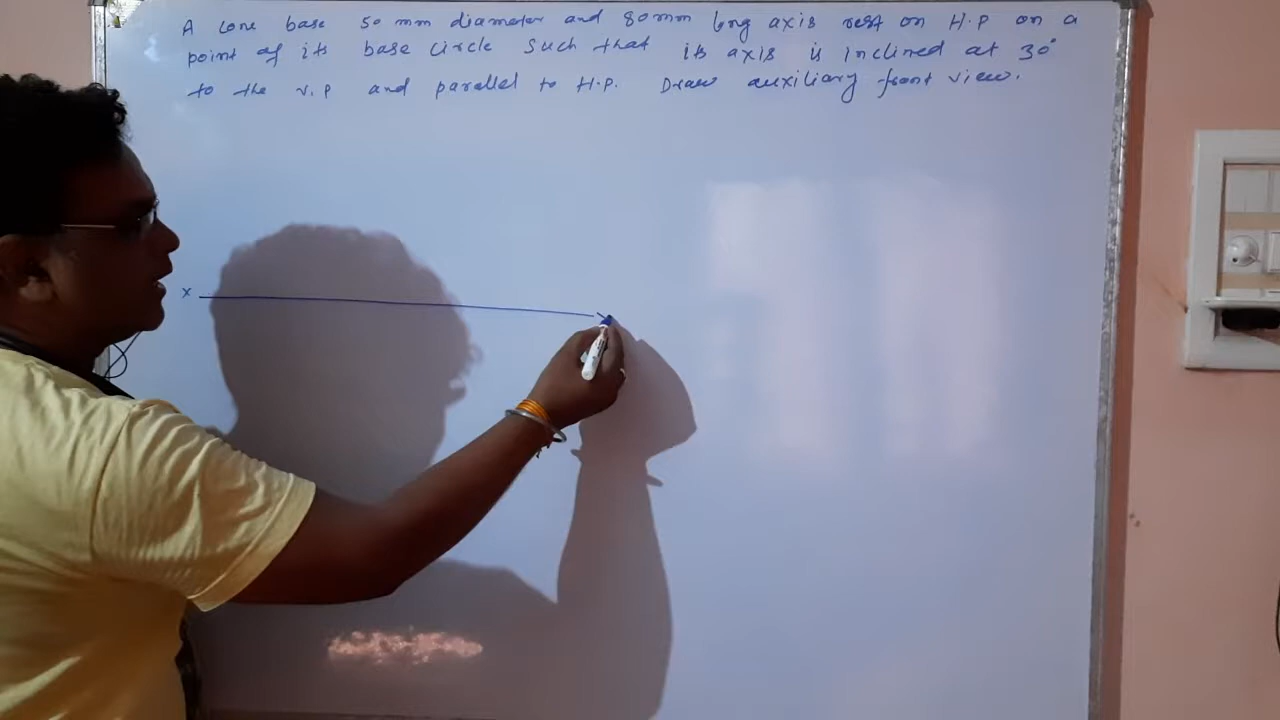 A cone base 50 mm diameter and 80mm long axis rest on H.P on a
point of its base circle such that its axis is inclined at 30°
to the V.P and parallel to H.P. Draw auxiliary front view.
x